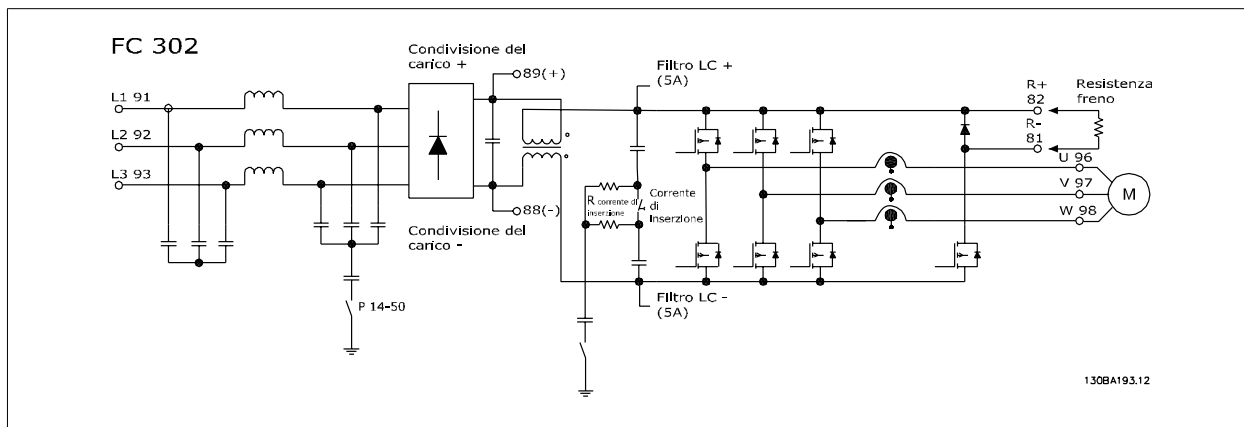 FC 302
Condivisione del
carico +
89(+)
Filtro LC +
(5A)
R+
82
Resistenza
freno
L1 91
L2 92
L3 93
R-
81
U 96
V 97
W 98
M
R corrente di
inserzione
Corrente
di
Inserzione
88(-)
Condivisione del
carico -
Filtro LC -
(5A)
P 14-50
130BA193.12